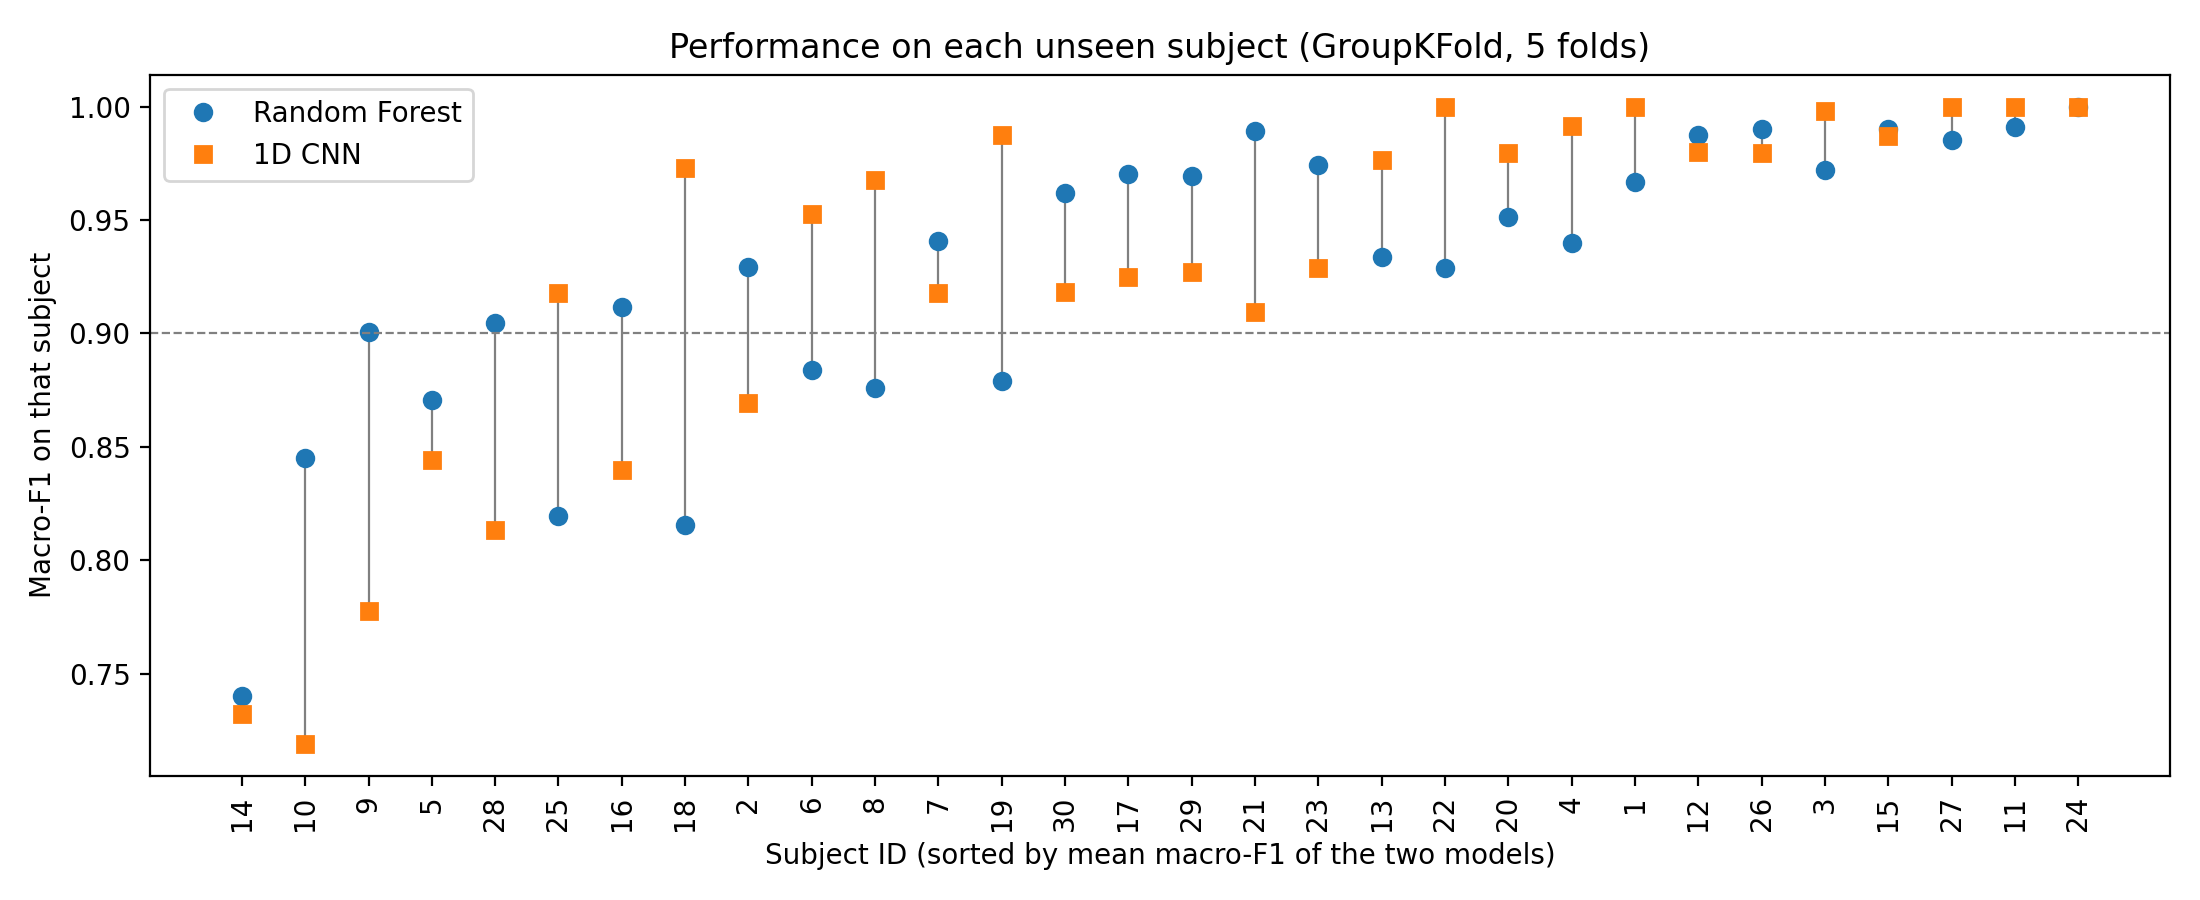 Performance on each unseen subject (GroupKFold, 5 folds)
Random Forest
1D CNN
1.00
0.95
0.90
0.85
0.80
0.75
Macro-F1 on that subject
14 10 9 5 28 25 16 18 2 6 8 7 19 30 17 29 21 23 13 22 20 4 1 12 26 3 15 27 11 24
Subject ID (sorted by mean macro-F1 of the two models)